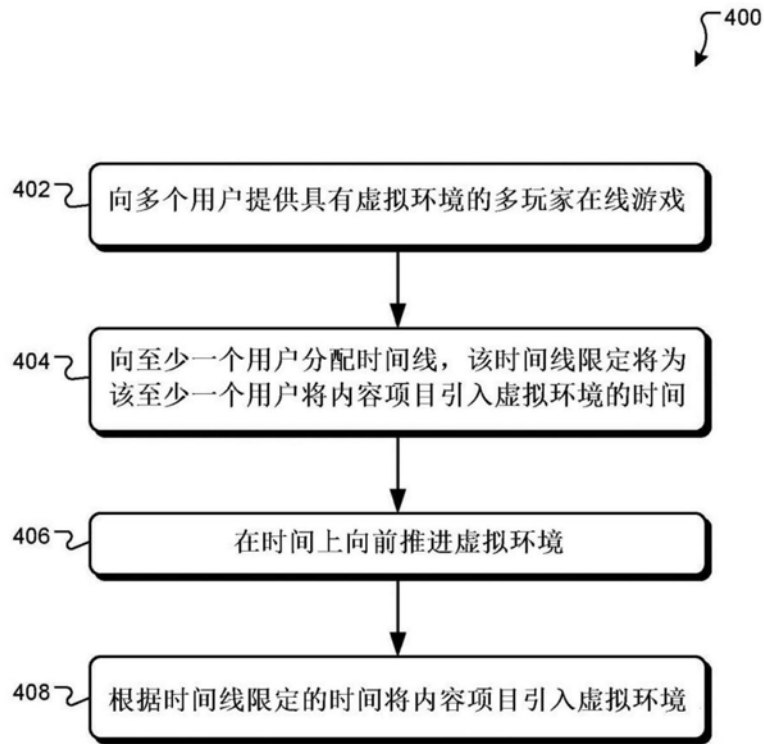 400
402
向多个用户提供具有虚拟环境的多玩家在线游戏
404
向至少一个用户分配时间线，该时间线限定将为
该至少一个用户将内容项目引入虚拟环境的时间
406
在时间上向前推进虚拟环境
408
根据时间线限定的时间将内容项目引入虚拟环境